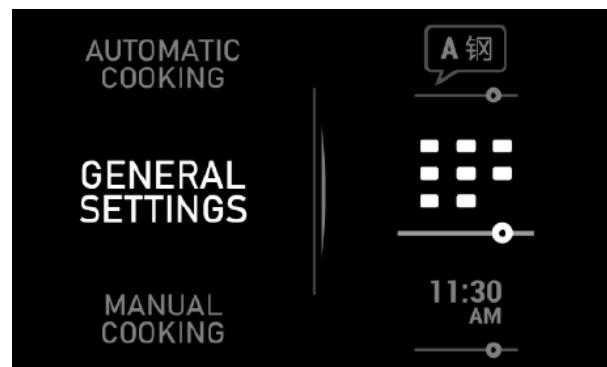 AUTOMATIC
COOKING
GENERAL
SETTINGS
MANUAL
COOKING
A 钢
11:30
AM